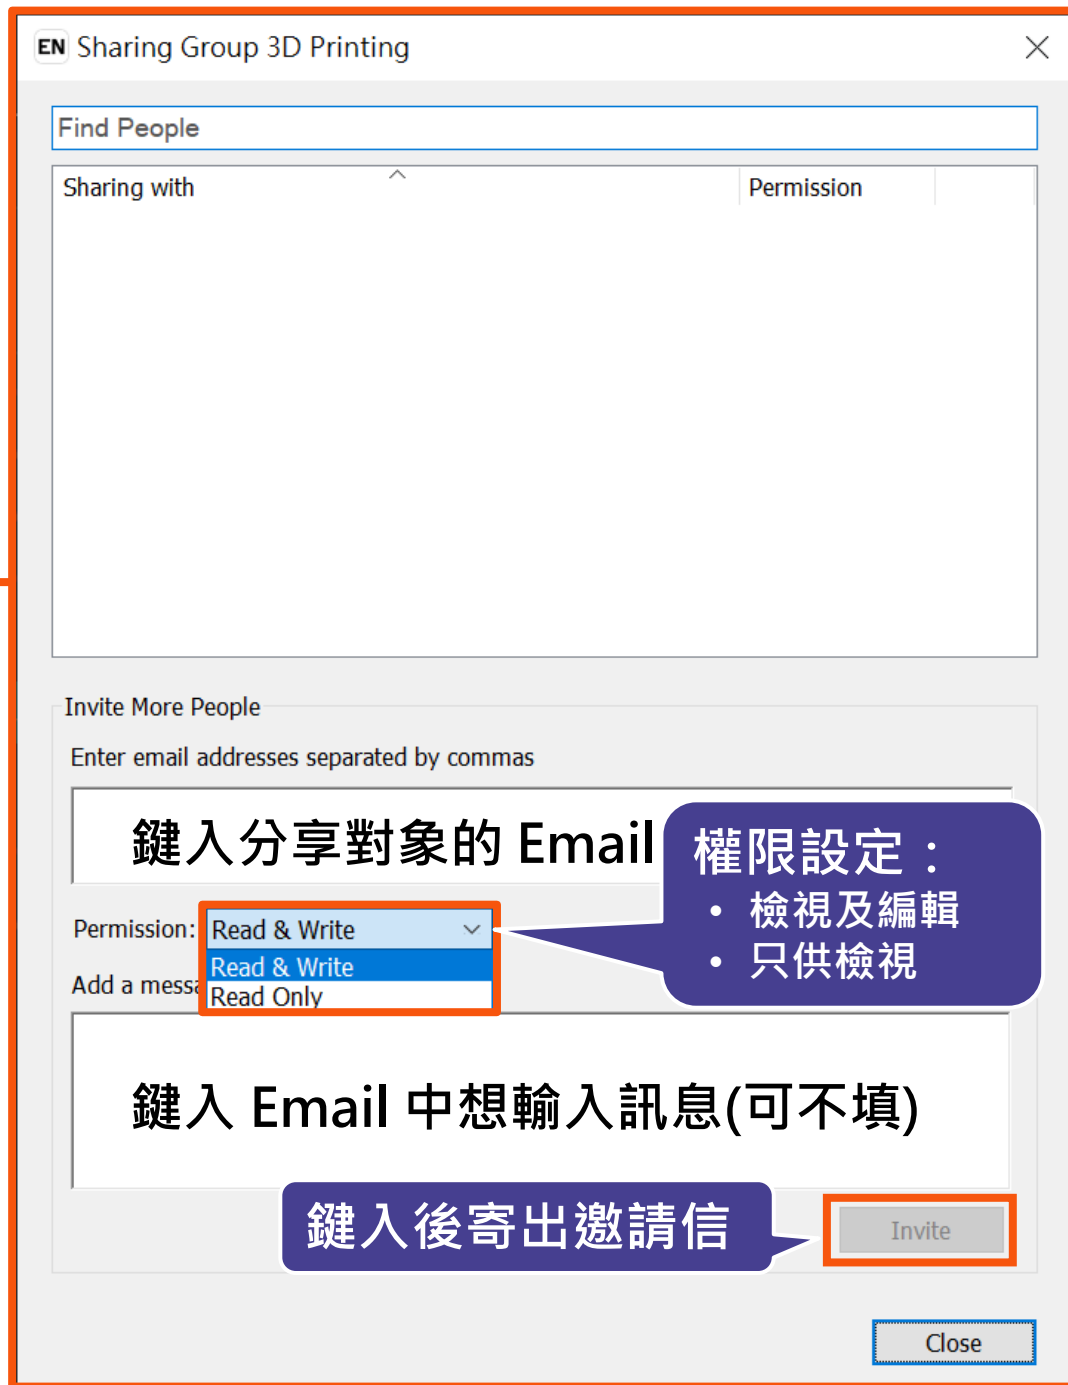 EN Sharing Group 3D Printing
Find People
Sharing with Permission
Invite More People
Enter email addresses separated by commas
鍵入分享對象的 Email
權限設定：
• 檢視及編輯
• 只供檢視
Permission: Read & Write
Read & Write
Add a messa
Read Only
鍵入 Email 中想輸入訊息(可不填)
鍵入後寄出邀請信
Invite
Close